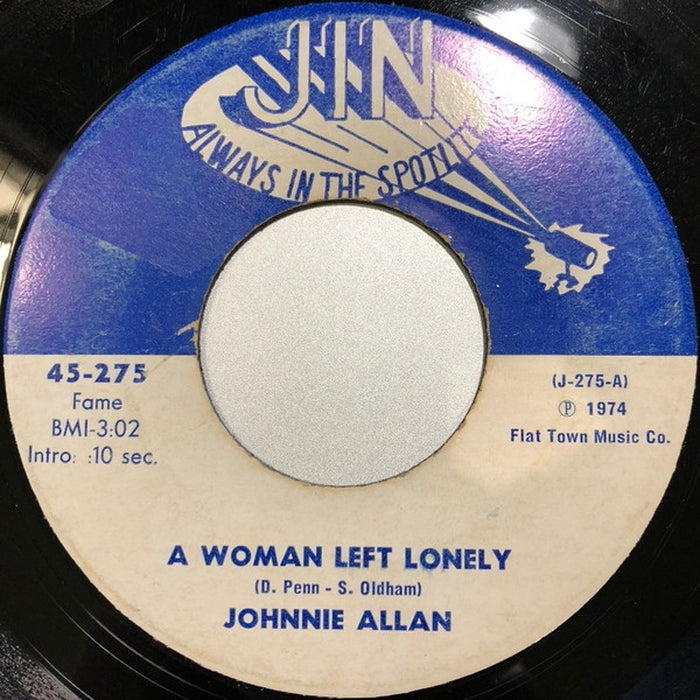 JIN
ALWAYS IN THE SPOTLITE
45-275
Fame
BMI-3:02
Intro: :10 sec.
(J-275-A)
Ⓟ 1974
Flat Town Music Co.
A WOMAN LEFT LONELY
(D. Penn - S. Oldham)
JOHNNIE ALLAN